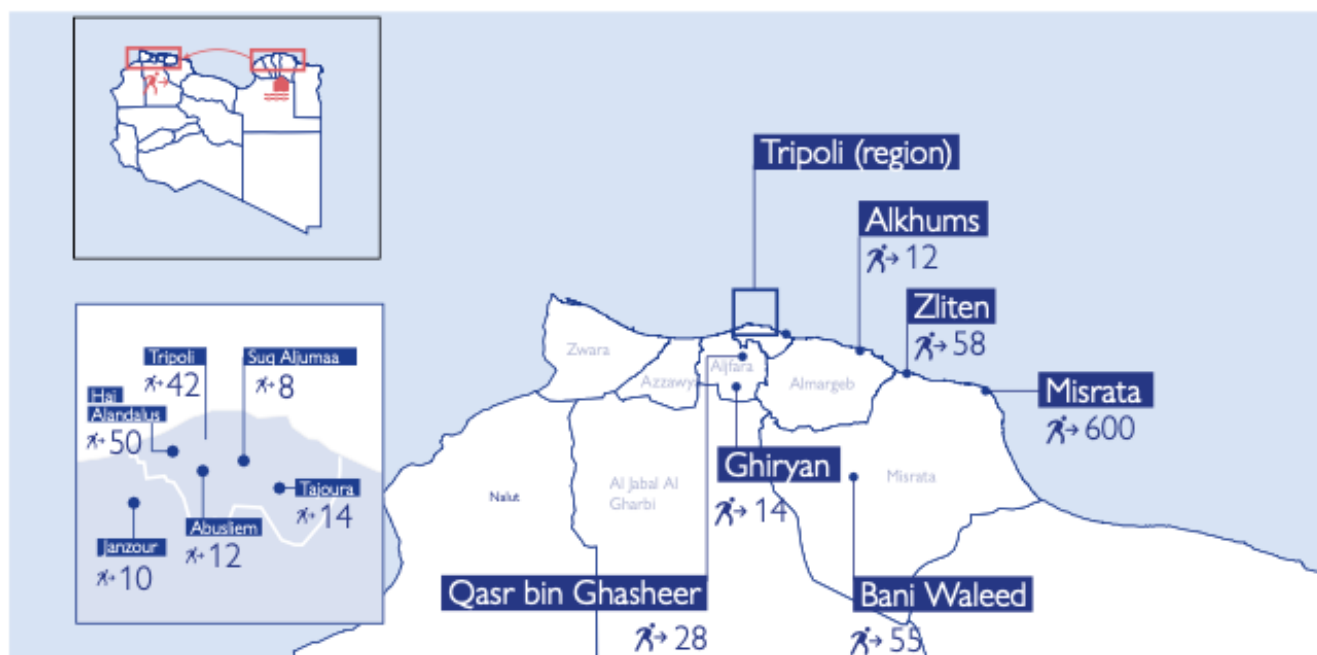 Tripoli (region)
Alkhums
12
Zliten
58
Misrata
600
Zwara
Azzawy
Aljfara
Almargeb
Ghiryan
14
Misrata
Nalut
Al Jabal Al
Gharbi
Qasr bin Ghasheer
28
Bani Waleed
55
Tripoli
42
Suq Aljumaa
8
Hai
Alandalus
50
Tajoura
14
Abusliem
12
Janzour
10